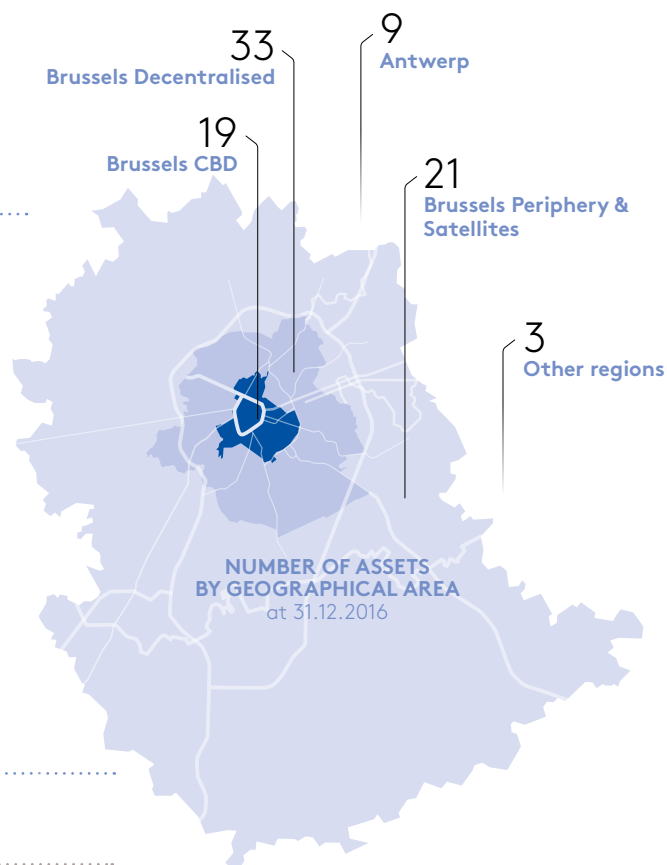 33
Brussels Decentralised
9
Antwerp
19
Brussels CBD
21
Brussels Periphery &
Satellites
3
Other regions
NUMBER OF ASSETS
BY GEOGRAPHICAL AREA
at 31.12.2016